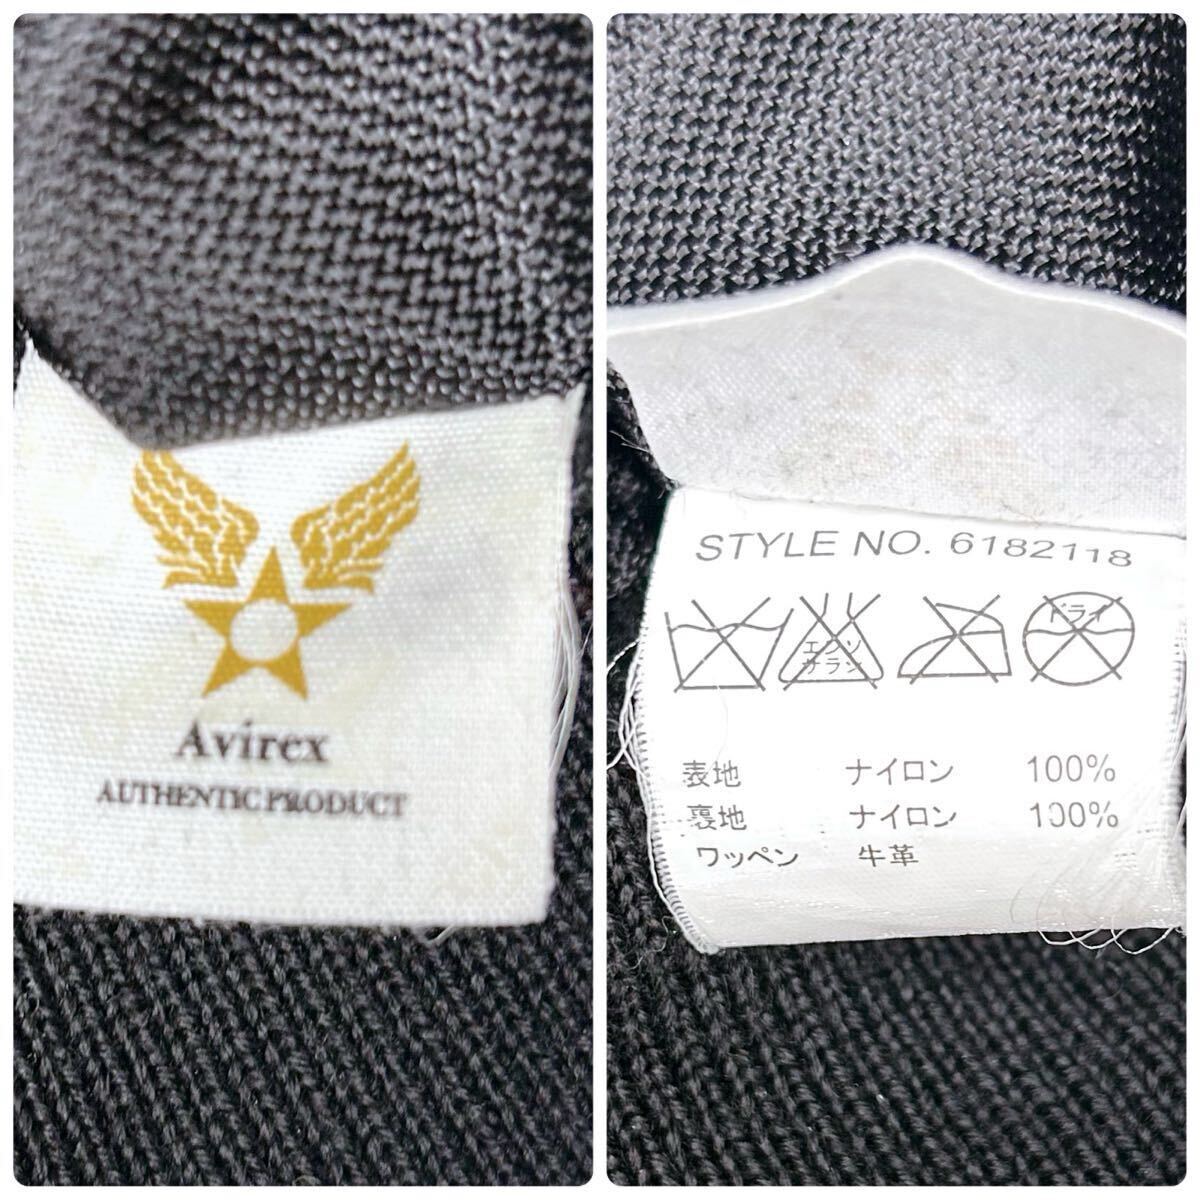 Avirex
AUTHENTIC PRODUCT
STYLE NO. 6182118
エンソ
サラシ
ドライ
表地 ナイロン 100%
裏地 ナイロン 100%
ワッペン 牛革